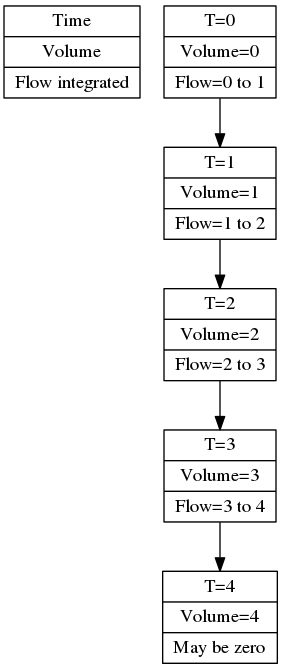 Time
Volume
Flow integrated
T=0
Volume=0
Flow=0 to 1
T=1
Volume=1
Flow=1 to 2
T=2
Volume=2
Flow=2 to 3
T=3
Volume=3
Flow=3 to 4
T=4
Volume=4
May be zero